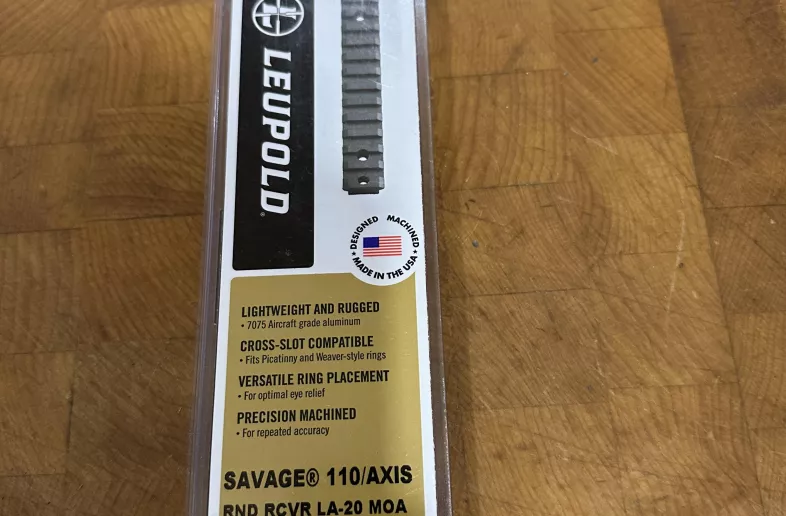 LEUPOLD®
DESIGNED MACHINED
MADE IN THE USA
LIGHTWEIGHT AND RUGGED
• 7075 Aircraft grade aluminum
CROSS-SLOT COMPATIBLE
• Fits Picatinny and Weaver-style rings
VERSATILE RING PLACEMENT
• For optimal eye relief
PRECISION MACHINED
• For repeated accuracy
SAVAGE® 110/AXIS
RND RCVR LA-20 MOA